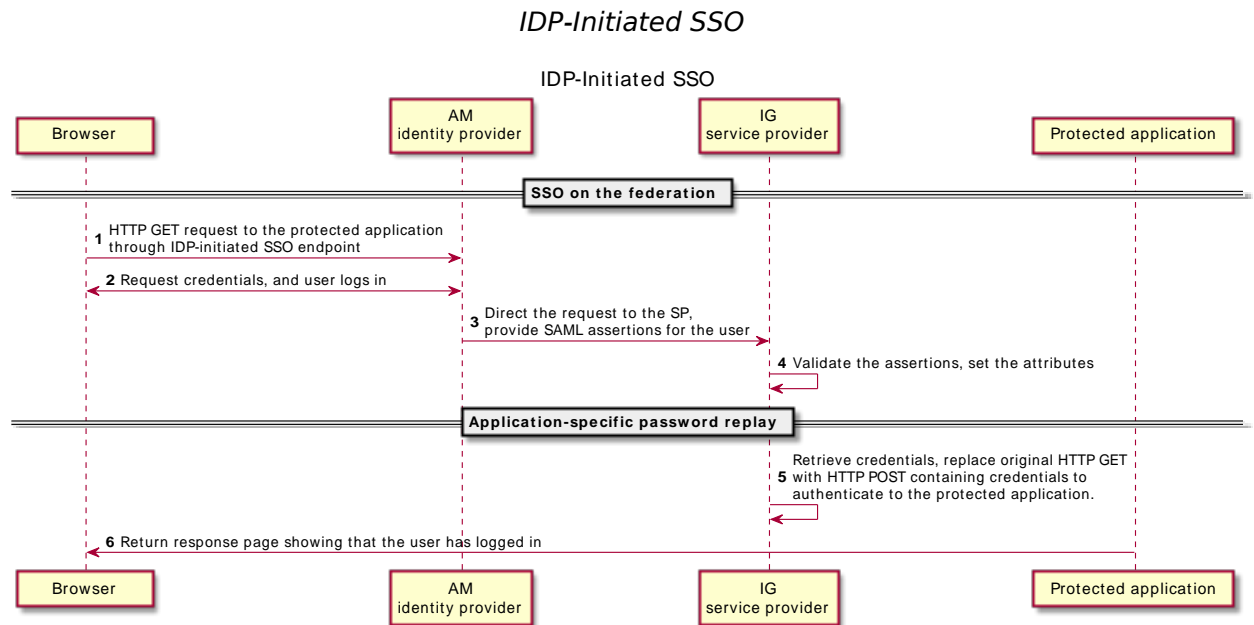 IDP-Initiated SSO
IDP-Initiated SSO
Browser
AM
identity provider
IG
service provider
Protected application
SSO on the federation
1 HTTP GET request to the protected application
through IDP-initiated SSO endpoint
2 Request credentials, and user logs in
3 Direct the request to the SP,
provide SAML assertions for the user
4 Validate the assertions, set the attributes
Application-specific password replay
Retrieve credentials, replace original HTTP GET
5 with HTTP POST containing credentials to
authenticate to the protected application.
6 Return response page showing that the user has logged in
Browser
AM
identity provider
IG
service provider
Protected application